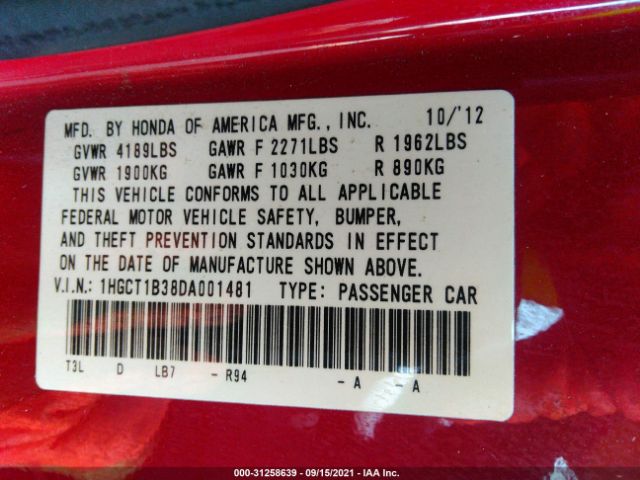 MFD. BY HONDA OF AMERICA MFG., INC. 10/'12
GVWR 4189LBS GAWR F 2271LBS R 1962LBS
GVWR 1900KG GAWR F 1030KG R 890KG
THIS VEHICLE CONFORMS TO ALL APPLICABLE
FEDERAL MOTOR VEHICLE SAFETY, BUMPER,
AND THEFT PREVENTION STANDARDS IN EFFECT
ON THE DATE OF MANUFACTURE SHOWN ABOVE.
V.I.N.: 1HGCT1B38DA001481 TYPE: PASSENGER CAR
T3L D LB7 - R94 - A - A
000-31258639 - 09/15/2021 - IAA Inc.